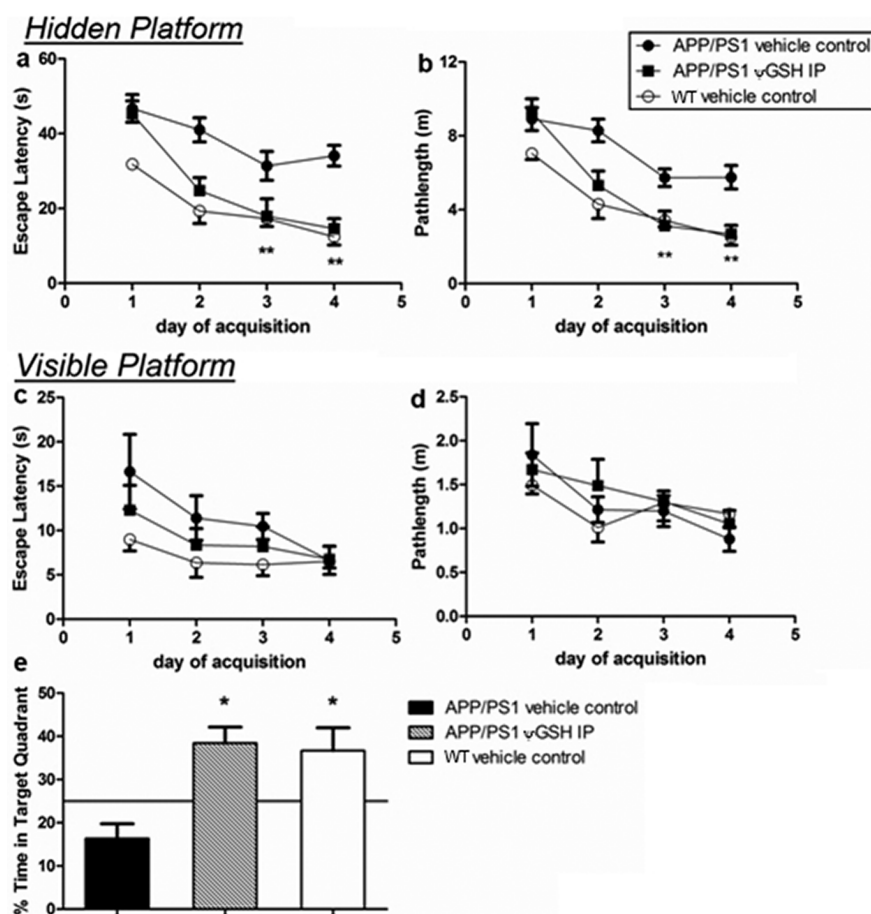 Hidden Platform
a
Escape Latency (s)
60
40
20
0
0 1 2 3 4 5
** **
day of acquisition
b
Pathlength (m)
12
8
4
0
0 1 2 3 4 5
** **
day of acquisition
APP/PS1 vehicle control
APP/PS1 ψGSH IP
WT vehicle control
Visible Platform
c
Escape Latency (s)
25
20
15
10
5
0
0 1 2 3 4 5
day of acquisition
d
Pathlength (m)
2.5
2.0
1.5
1.0
0.5
0.0
0 1 2 3 4 5
day of acquisition
e
% Time in Target Quadrant
50
40
30
20
10
0
* *
APP/PS1 vehicle control
APP/PS1 ψGSH IP
WT vehicle control